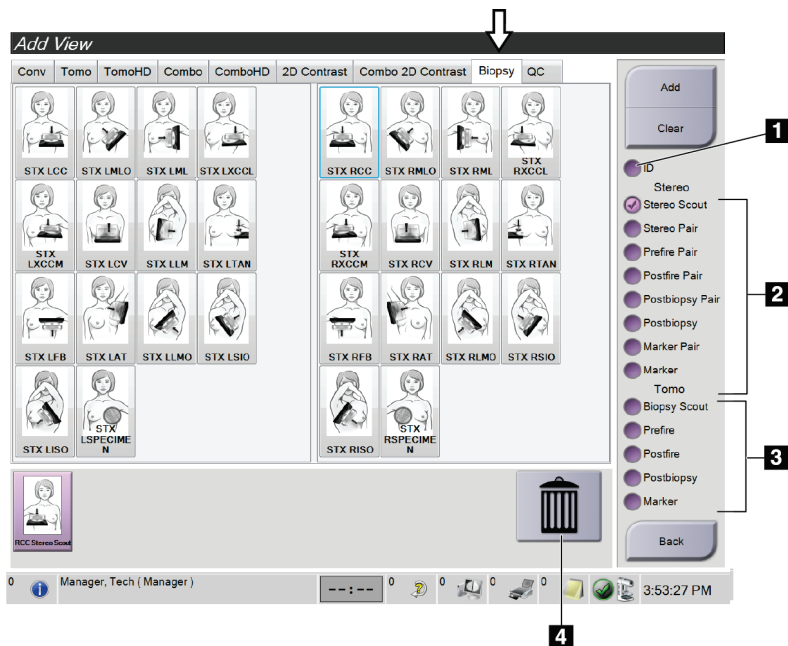 Add View
Conv Tomo TomoHD Combo ComboHD 2D Contrast Combo 2D Contrast Biopsy QC
STX LCC STX LMLO STX LML STX LXCCL
STX RCC STX RMLO STX RML STX
RXCCL
STX
LXCCM STX LCV STX LLM STX LTAN
STX
RXCCM STX RCV STX RLM STX RTAN
STX LFB STX LAT STX LLMO STX LSIO
STX RFB STX RAT STX RLMO STX RSIO
STX LISO STX
LSPECIME
N
STX RISO STX
RSPECIME
N
RCC Stereo Scout
Add
Clear
ID
Stereo
Stereo Scout
Stereo Pair
Prefire Pair
Postfire Pair
Postbiopsy Pair
Postbiopsy
Marker Pair
Marker
Tomo
Biopsy Scout
Prefire
Postfire
Postbiopsy
Marker
Back
1
2
3
0 Manager, Tech ( Manager ) --:-- 0 0 0 0 3:53:27 PM
4